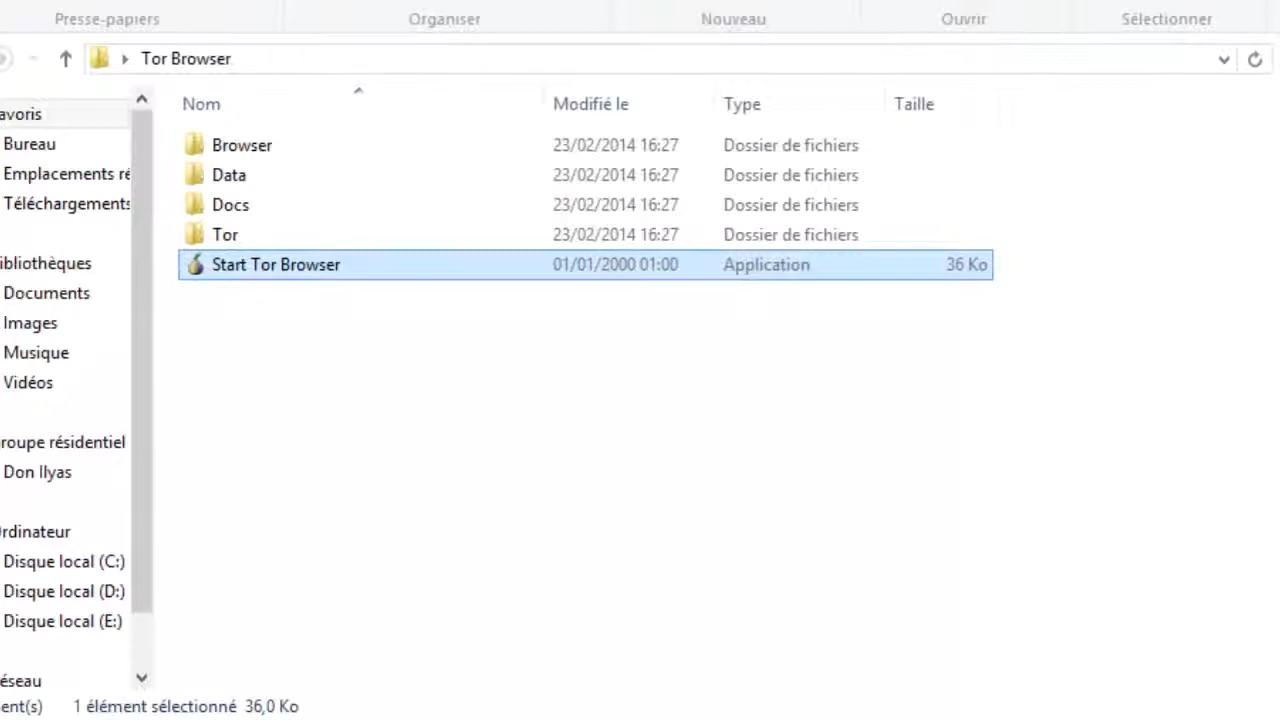 Presse-papiers Organiser Nouveau Ouvrir Sélectionner
Tor Browser
Nom Modifié le Type Taille
avoris
Bureau
Emplacements ré
Téléchargements
ibliothèques
Documents
Images
Musique
Vidéos
roupe résidentiel
Don Ilyas
rdinateur
Disque local (C:)
Disque local (D:)
Disque local (E:)
éseau
Browser 23/02/2014 16:27 Dossier de fichiers
Data 23/02/2014 16:27 Dossier de fichiers
Docs 23/02/2014 16:27 Dossier de fichiers
Tor 23/02/2014 16:27 Dossier de fichiers
Start Tor Browser 01/01/2000 01:00 Application 36 Ko
ent(s) 1 élément sélectionné 36,0 Ko